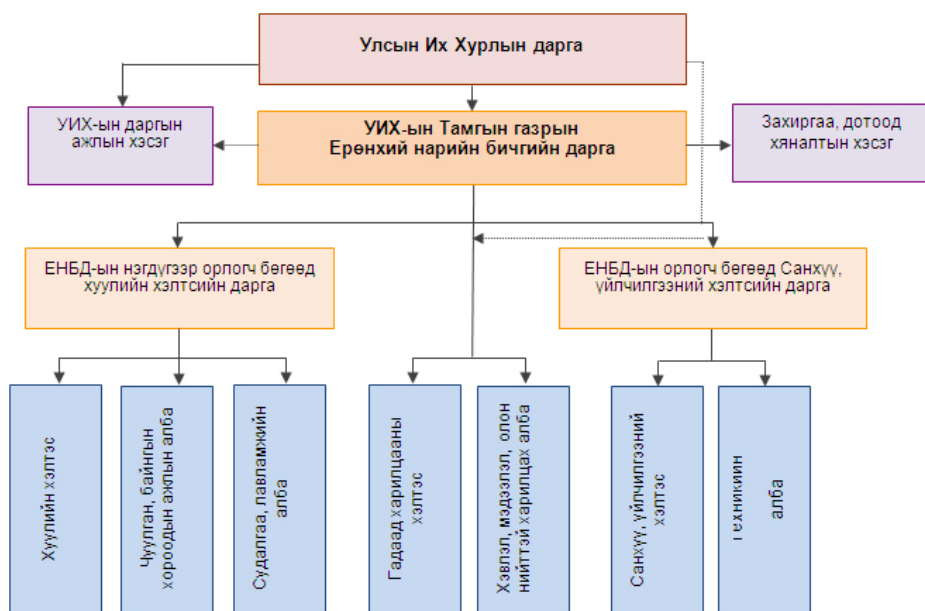 Улсын Их Хурлын дарга
УИХ-ын даргын
ажлын хэсэг
УИХ-ын Тамгын газрын
Ерөнхий нарийн бичгийн дарга
Захиргаа, дотоод
хяналтын хэсэг
ЕНБД-ын нэгдүгээр орлогч бөгөөд
хуулийн хэлтсийн дарга
ЕНБД-ын орлогч бөгөөд Санхүү,
үйлчилгээний хэлтсийн дарга
Хуулийн хэлтэс
Чуулган, байнгын
хороодын ажлын алба
Судалгаа, лавламжийн
алба
Гадаад харилцааны
хэлтэс
Хэвлэл, мэдээлэл, олон
нийттэй харилцах алба
Санхүү, үйлчилгээний
хэлтэс
Техникийн
алба